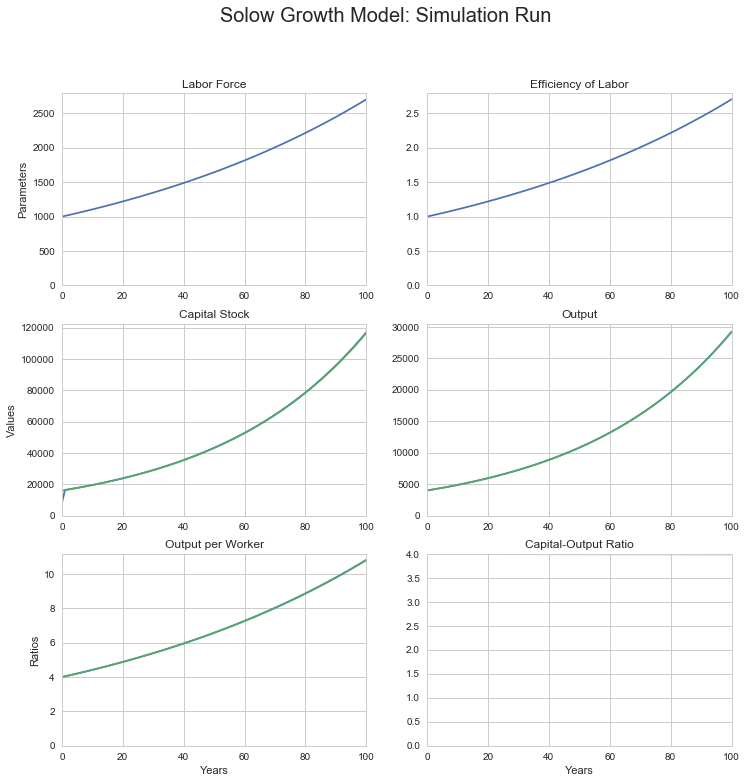 Solow Growth Model: Simulation Run
Labor Force
Efficiency of Labor
2500
2000
1500
1000
500
0
Parameters
0 20 40 60 80 100
2.5
2.0
1.5
1.0
0.5
0.0
0 20 40 60 80 100
Capital Stock
Output
120000
100000
80000
60000
40000
20000
0
Values
0 20 40 60 80 100
30000
25000
20000
15000
10000
5000
0
0 20 40 60 80 100
Output per Worker
Capital-Output Ratio
10
8
6
4
2
0
Ratios
0 20 40 60 80 100
Years
4.0
3.5
3.0
2.5
2.0
1.5
1.0
0.5
0.0
0 20 40 60 80 100
Years